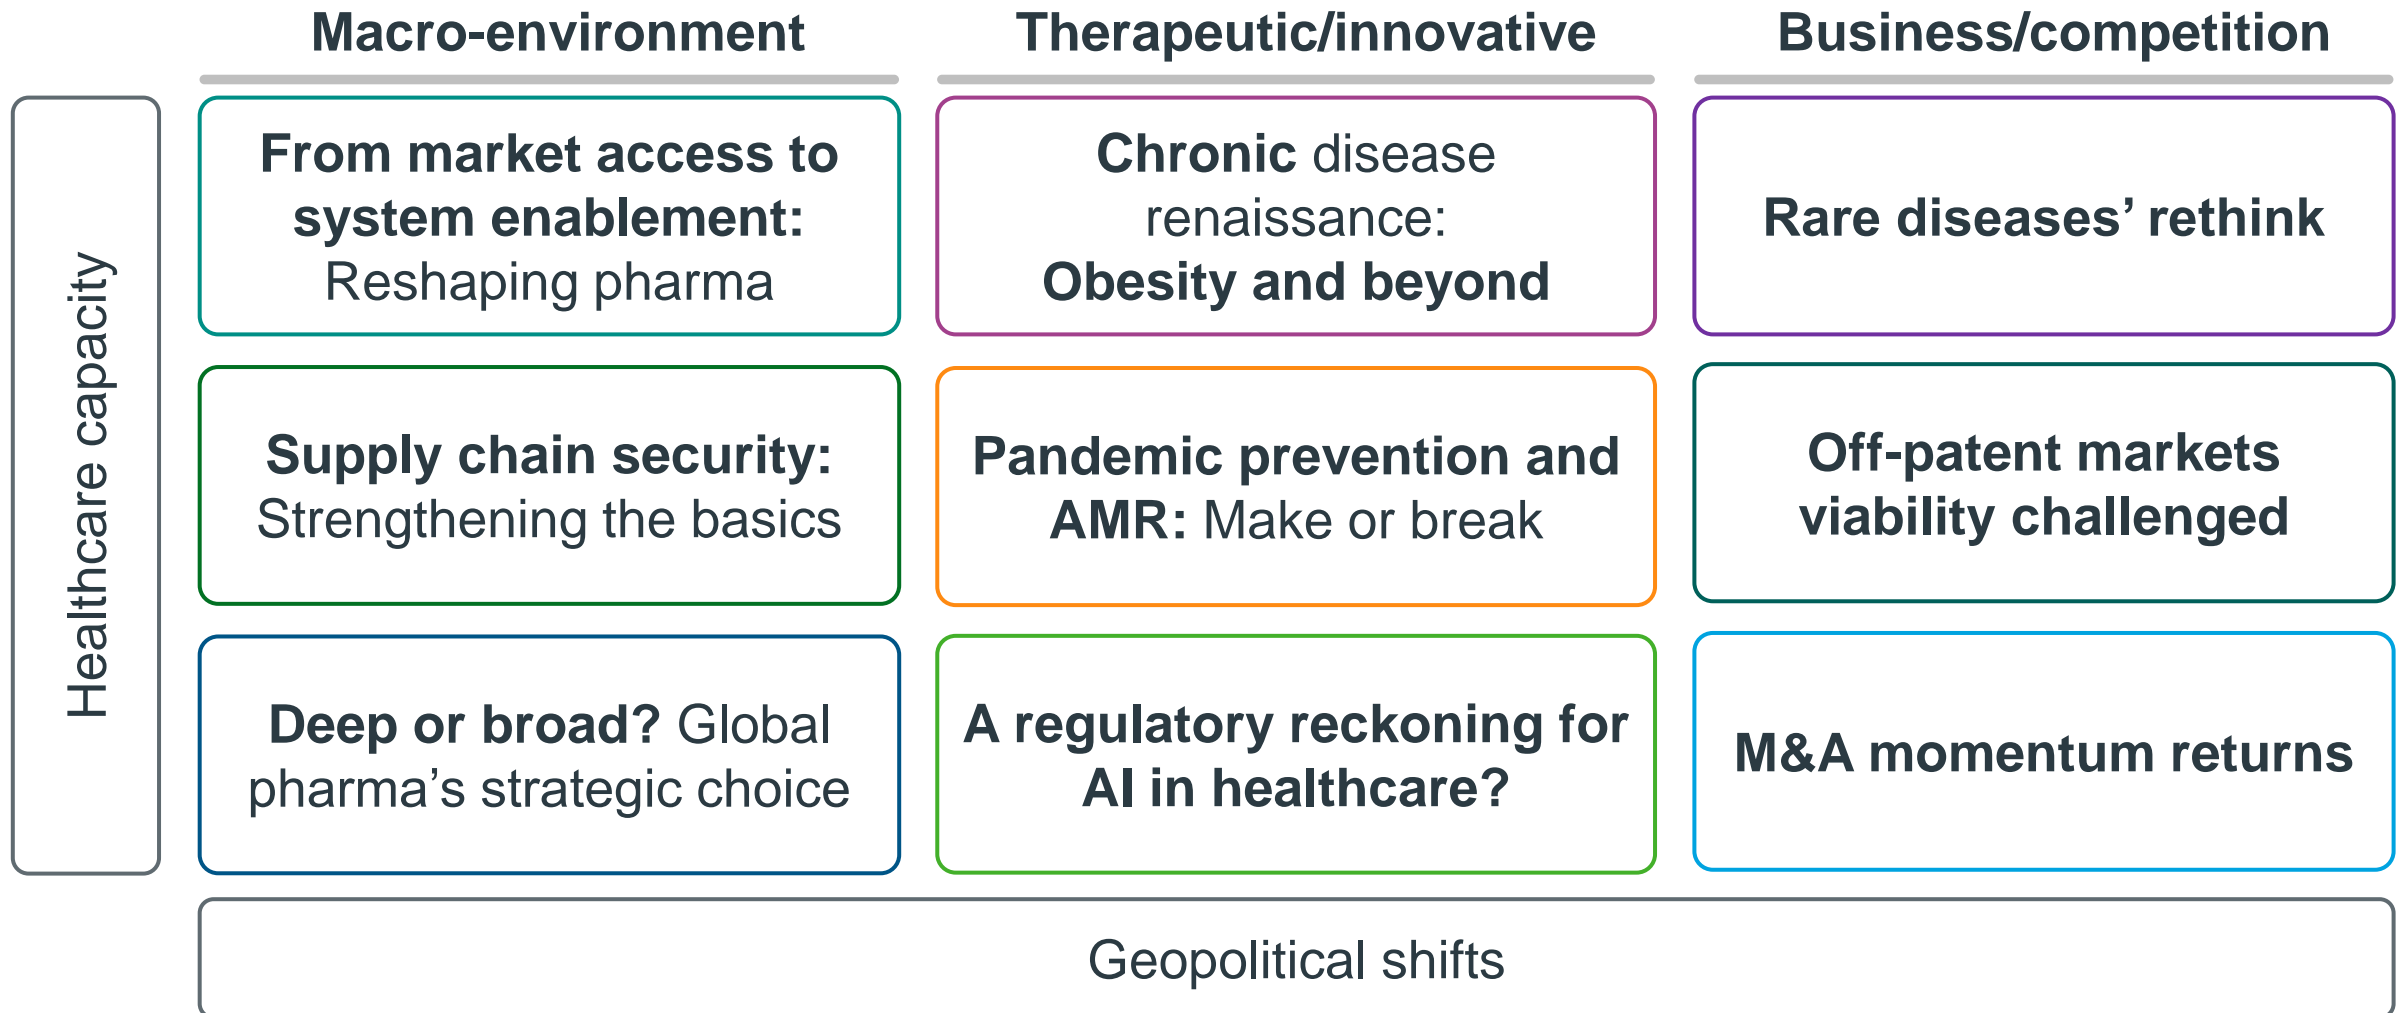 Macro-environment
Therapeutic/innovative
Business/competition
Healthcare capacity
From market access to
system enablement:
Reshaping pharma
Chronic disease
renaissance:
Obesity and beyond
Rare diseases’ rethink
Supply chain security:
Strengthening the basics
Pandemic prevention and
AMR: Make or break
Off-patent markets
viability challenged
Deep or broad? Global
pharma’s strategic choice
A regulatory reckoning for
AI in healthcare?
M&A momentum returns
Geopolitical shifts